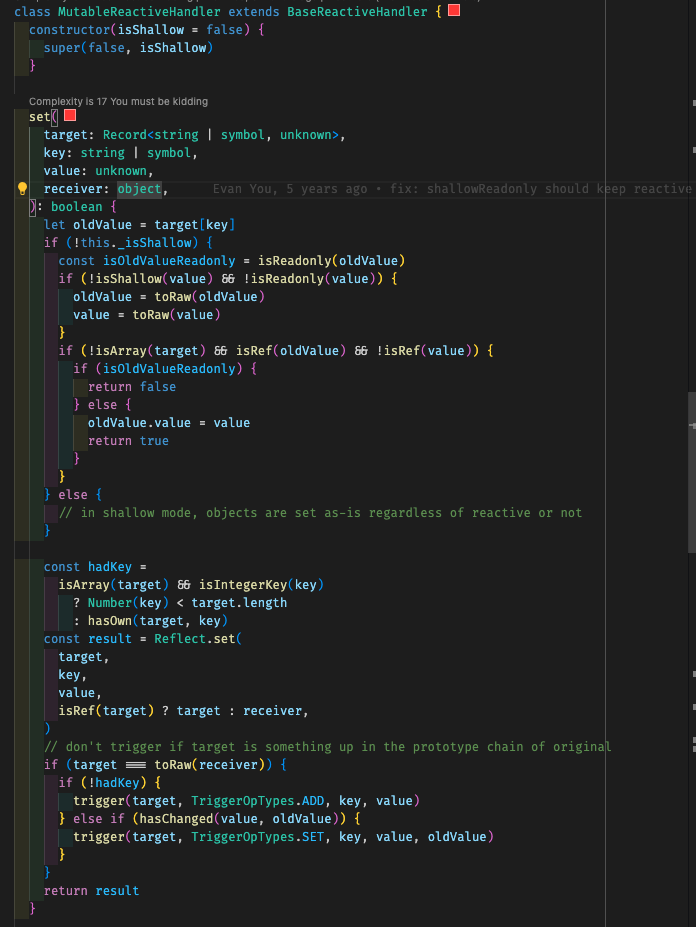 class MutableReactiveHandler extends BaseReactiveHandler {
  constructor(isShallow = false) {
    super(false, isShallow)
  }

  Complexity is 17 You must be kidding
  set(
    target: Record<string | symbol, unknown>,
    key: string | symbol,
    value: unknown,
    receiver: object,      Evan You, 5 years ago • fix: shallowReadonly should keep reactive
  ): boolean {
    let oldValue = target[key]
    if (!this._isShallow) {
      const isOldValueReadonly = isReadonly(oldValue)
      if (!isShallow(value) && !isReadonly(value)) {
        oldValue = toRaw(oldValue)
        value = toRaw(value)
      }
      if (!isArray(target) && isRef(oldValue) && !isRef(value)) {
        if (isOldValueReadonly) {
          return false
        } else {
          oldValue.value = value
          return true
        }
      }
    } else {
      // in shallow mode, objects are set as-is regardless of reactive or not
    }

    const hadKey =
      isArray(target) && isIntegerKey(key)
        ? Number(key) < target.length
        : hasOwn(target, key)
    const result = Reflect.set(
      target,
      key,
      value,
      isRef(target) ? target : receiver,
    )
    // don't trigger if target is something up in the prototype chain of original
    if (target === toRaw(receiver)) {
      if (!hadKey) {
        trigger(target, TriggerOpTypes.ADD, key, value)
      } else if (hasChanged(value, oldValue)) {
        trigger(target, TriggerOpTypes.SET, key, value, oldValue)
      }
    }
    return result
  }